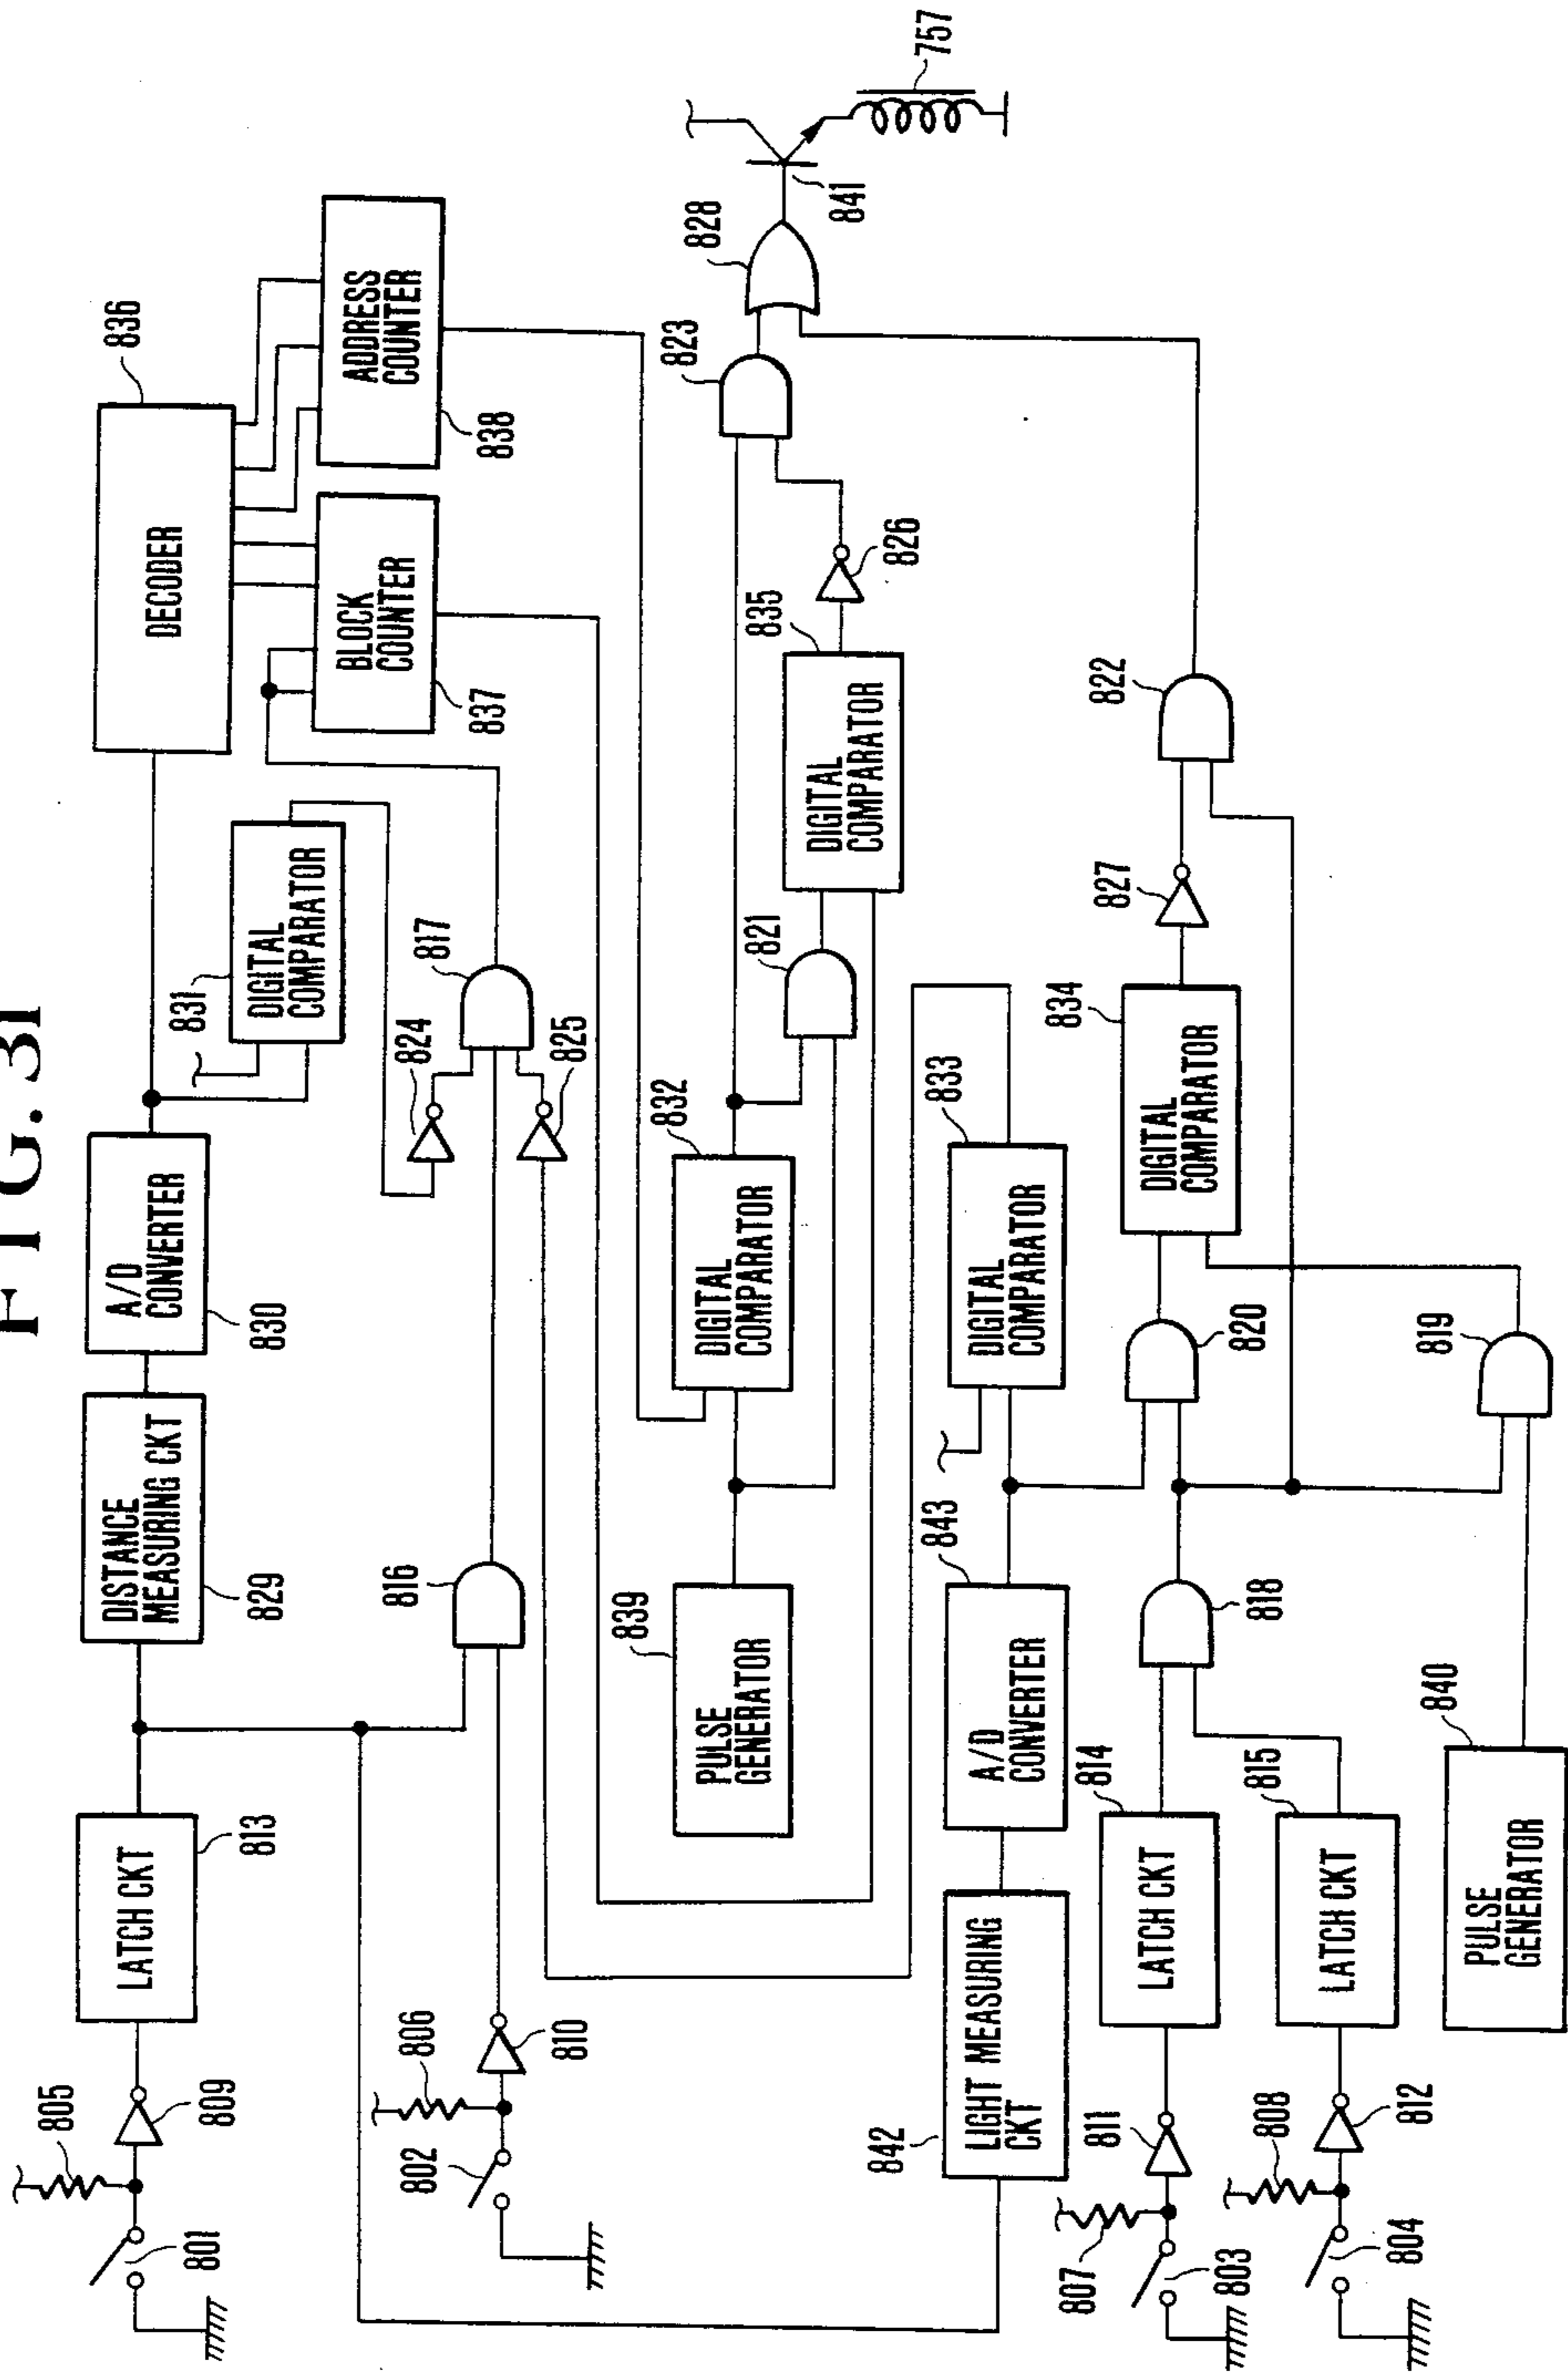 FIG. 31
805
801
809
LATCH CKT
813
DISTANCE
MEASURING CKT
829
A/D
CONVERTER
830
831
DIGITAL
COMPARATOR
DECODER
836
BLOCK
COUNTER
837
ADDRESS
COUNTER
838
806
802
810
816
824
825
817
839
PULSE
GENERATOR
832
DIGITAL
COMPARATOR
821
835
DIGITAL
COMPARATOR
826
823
828
841
757
842
LIGHT MEASURING
CKT
843
A/D
CONVERTER
833
DIGITAL
COMPARATOR
807
803
811
814
LATCH CKT
818
820
834
DIGITAL
COMPARATOR
827
822
808
804
812
815
LATCH CKT
840
PULSE
GENERATOR
819